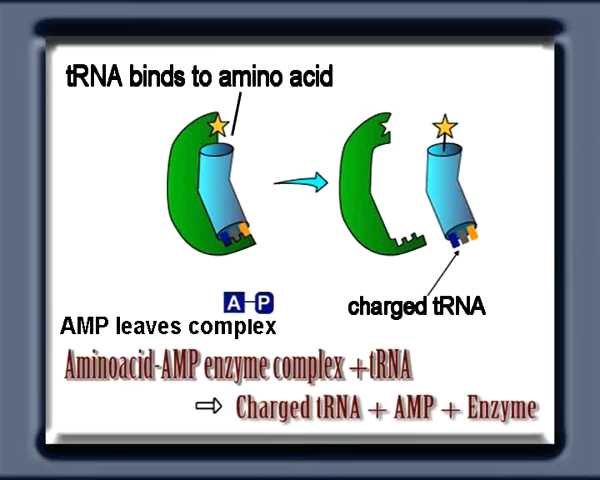 tRNA binds to amino acid
A-P
charged tRNA
AMP leaves complex
Aminoacid-AMP enzyme complex +tRNA
⇨ Charged tRNA + AMP + Enzyme